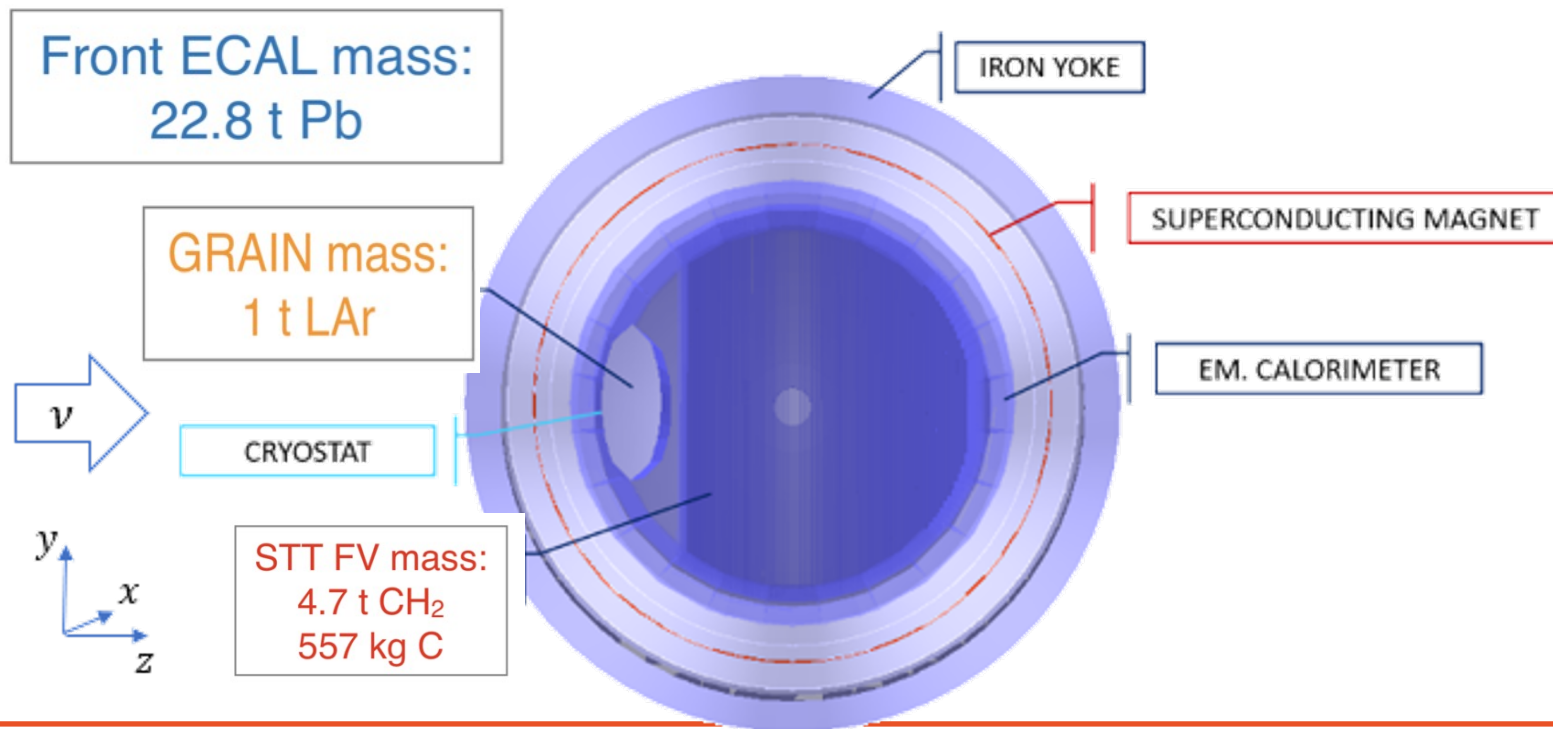 Front ECAL mass:
22.8 t Pb
IRON YOKE
SUPERCONDUCTING MAGNET
GRAIN mass:
1 t LAr
EM. CALORIMETER
ν
CRYOSTAT
STT FV mass:
4.7 t CH₂
557 kg C
y
x
z